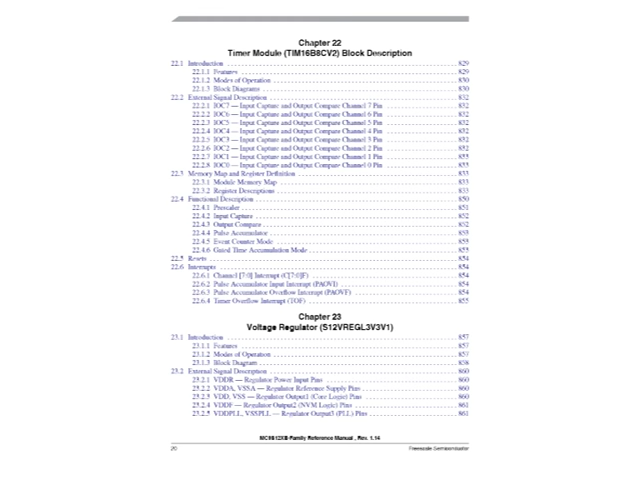 Chapter 22
Timer Module (TIM16B8CV2) Block Description
22.1 Introduction 829
22.1.1 Features 829
22.1.2 Modes of Operation 830
22.1.3 Block Diagrams 830
22.2 External Signal Description 832
22.2.1 IOC7 — Input Capture and Output Compare Channel 7 Pin 832
22.2.2 IOC6 — Input Capture and Output Compare Channel 6 Pin 832
22.2.3 IOC5 — Input Capture and Output Compare Channel 5 Pin 832
22.2.4 IOC4 — Input Capture and Output Compare Channel 4 Pin 832
22.2.5 IOC3 — Input Capture and Output Compare Channel 3 Pin 832
22.2.6 IOC2 — Input Capture and Output Compare Channel 2 Pin 832
22.2.7 IOC1 — Input Capture and Output Compare Channel 1 Pin 833
22.2.8 IOC0 — Input Capture and Output Compare Channel 0 Pin 833
22.3 Memory Map and Register Definition 833
22.3.1 Module Memory Map 833
22.3.2 Register Descriptions 833
22.4 Functional Description 850
22.4.1 Prescaler 851
22.4.2 Input Capture 852
22.4.3 Output Compare 852
22.4.4 Pulse Accumulator 853
22.4.5 Event Counter Mode 853
22.4.6 Gated Time Accumulation Mode 853
22.5 Resets 854
22.6 Interrupts 854
22.6.1 Channel [7:0] Interrupt (C[7:0]F) 854
22.6.2 Pulse Accumulator Input Interrupt (PAOVI) 854
22.6.3 Pulse Accumulator Overflow Interrupt (PAOVF) 854
22.6.4 Timer Overflow Interrupt (TOF) 855
Chapter 23
Voltage Regulator (S12VREGL3V3V1)
23.1 Introduction 857
23.1.1 Features 857
23.1.2 Modes of Operation 857
23.1.3 Block Diagram 858
23.2 External Signal Description 860
23.2.1 VDDR — Regulator Power Input Pins 860
23.2.2 VDDA, VSSA — Regulator Reference Supply Pins 860
23.2.3 VDD, VSS — Regulator Output1 (Core Logic) Pins 860
23.2.4 VDDF — Regulator Output2 (NVM Logic) Pins 861
23.2.5 VDDPLL, VSSPLL — Regulator Output3 (PLL) Pins 861
Family Reference Manual, Rev. 1.14
20 Freescale Semiconductor